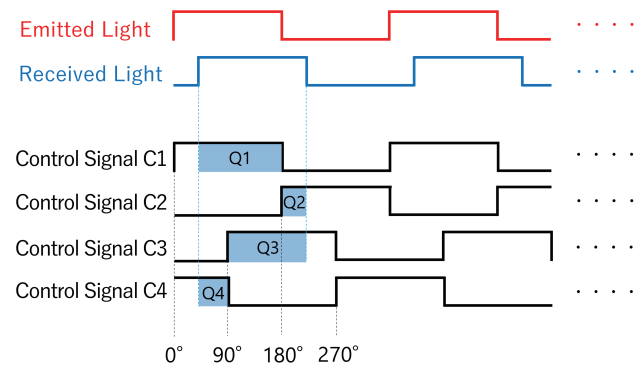 Emitted Light
Received Light
Control Signal C1
Q1
Control Signal C2
Q2
Control Signal C3
Q3
Control Signal C4
Q4
0° 90° 180° 270°